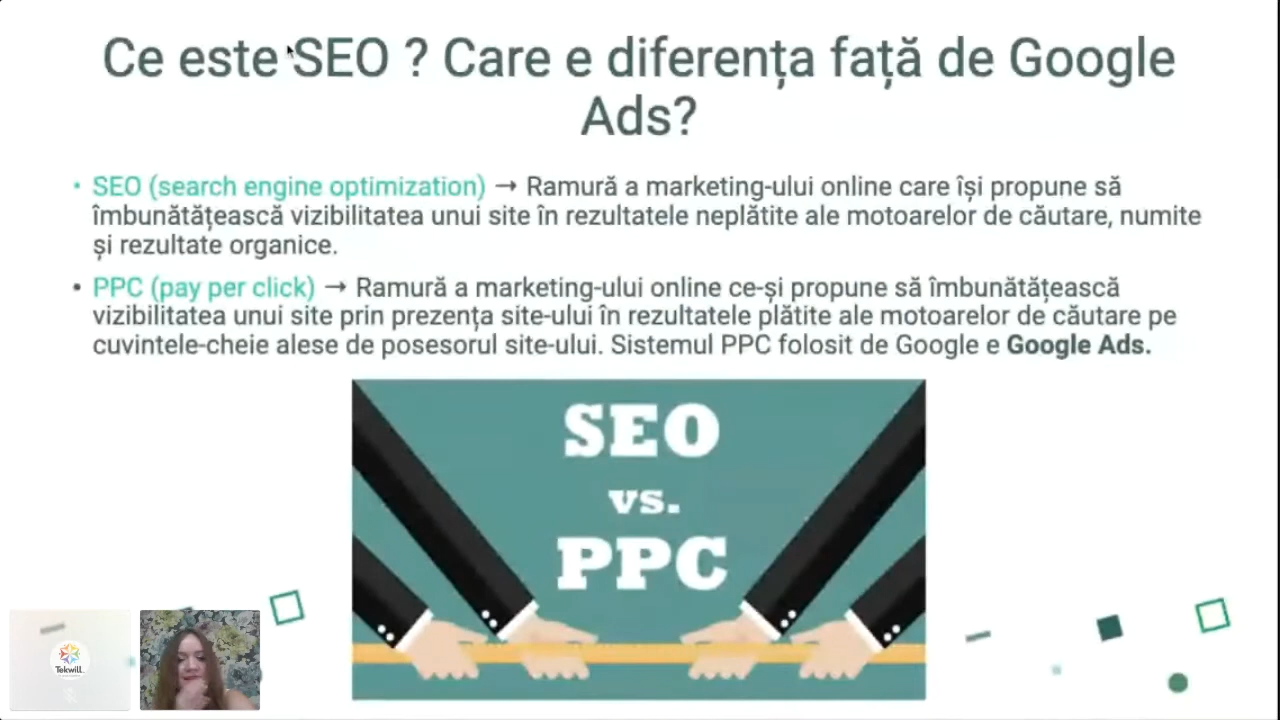 Ce este SEO ? Care e diferența față de Google
Ads?
• SEO (search engine optimization) → Ramură a marketing-ului online care își propune să
îmbunătățească vizibilitatea unui site în rezultatele neplătite ale motoarelor de căutare, numite
și rezultate organice.
• PPC (pay per click) → Ramură a marketing-ului online ce-și propune să îmbunătățească
vizibilitatea unui site prin prezența site-ului în rezultatele plătite ale motoarelor de căutare pe
cuvintele-cheie alese de posesorul site-ului. Sistemul PPC folosit de Google e Google Ads.
SEO
vs.
PPC
Tekwill